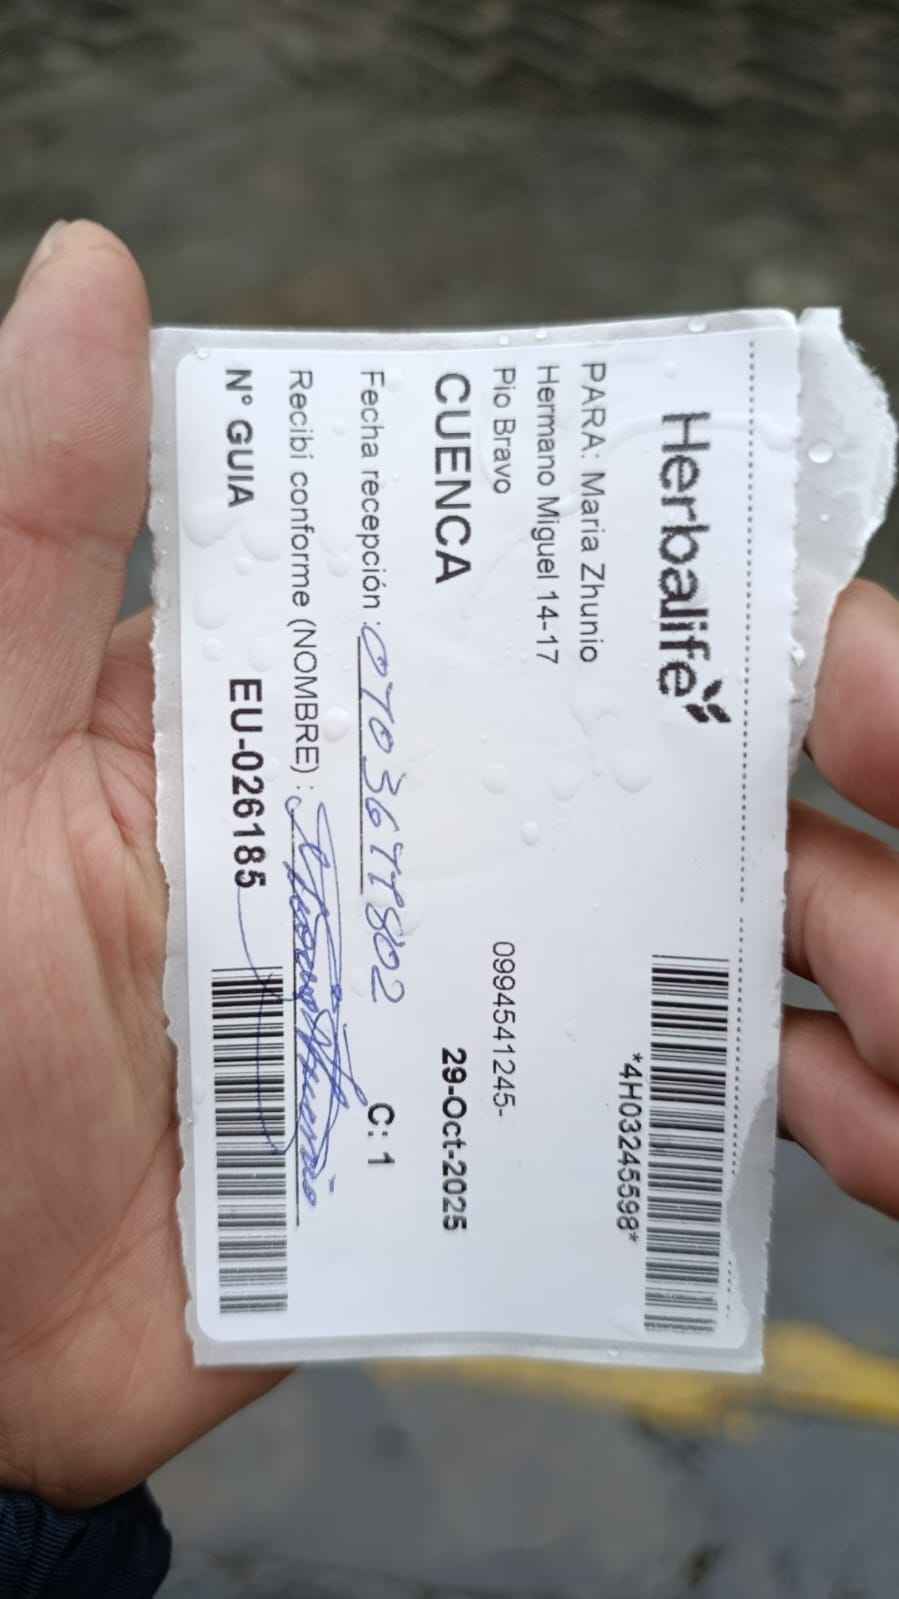 Herbalife
*4H03245598*
PARA: Maria Zhunio
Hermano Miguel 14-17
Pio Bravo 0994541245-
CUENCA 29-Oct-2025
Fecha recepción : 0703677802 C: 1
Recibi conforme (NOMBRE) :
N° GUIA EU-026185